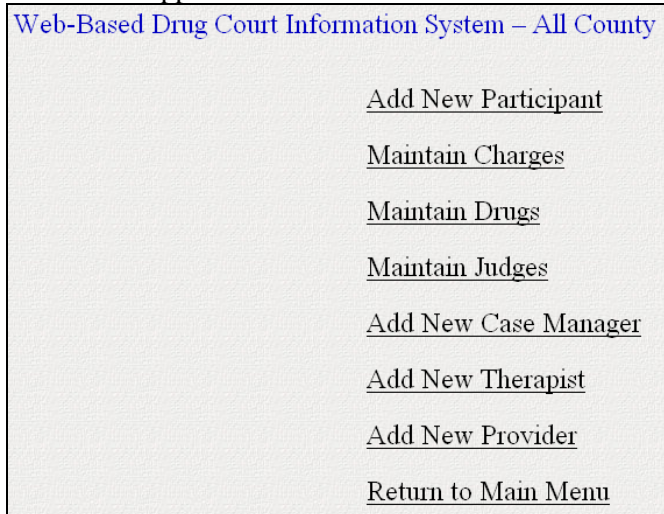 Web-Based Drug Court Information System – All County
Add New Participant
Maintain Charges
Maintain Drugs
Maintain Judges
Add New Case Manager
Add New Therapist
Add New Provider
Return to Main Menu